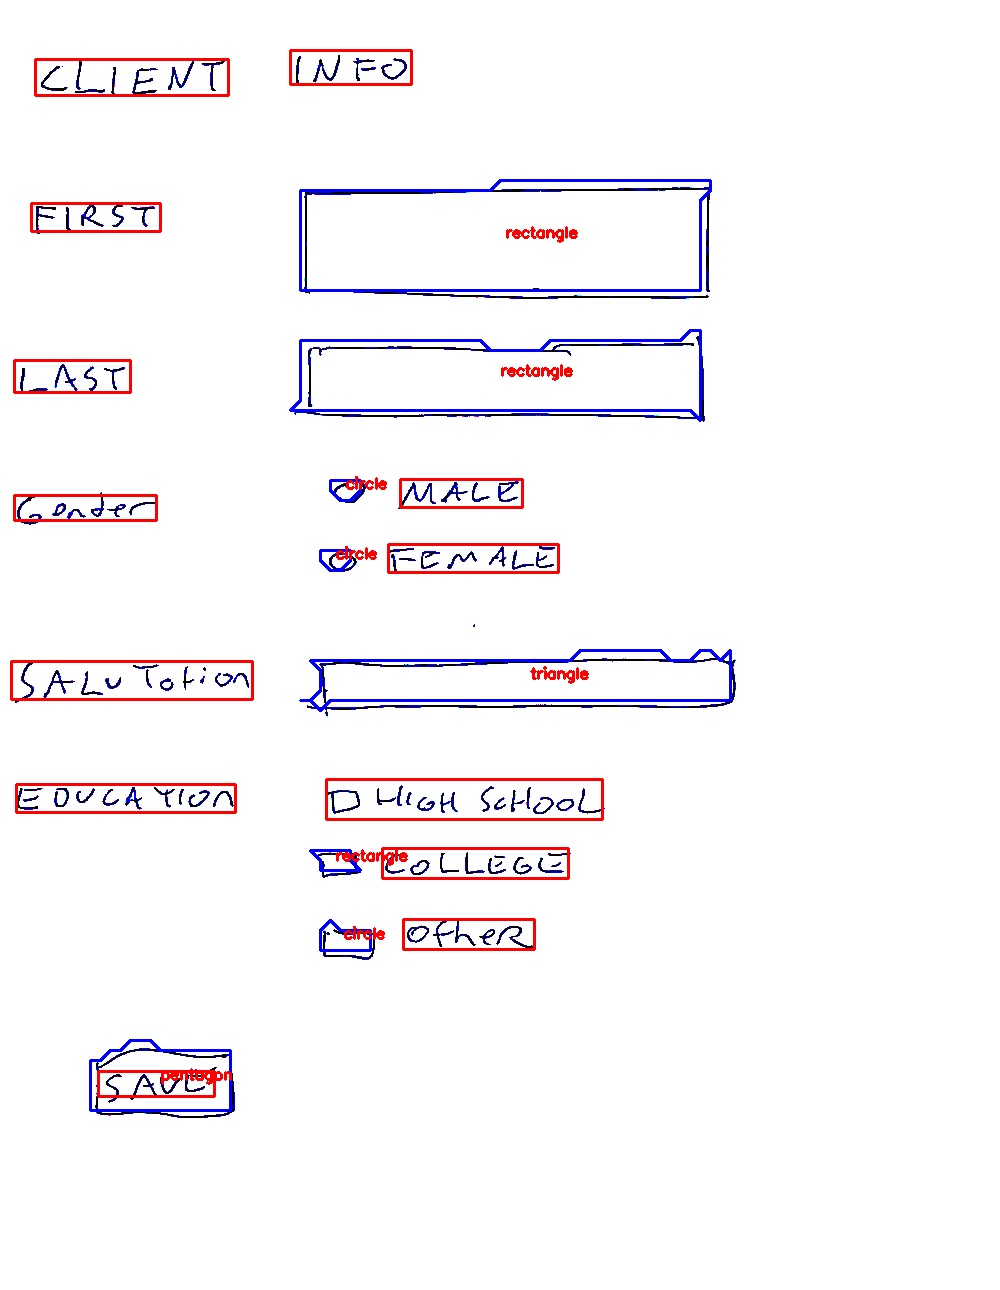 CLIENT INFO
FIRST
rectangle
LAST
rectangle
Gender circle MALE
circle FEMALE
SALUTotion triangle
EDUCATION HIGH SCHOOL
rectangle COLLEGE
circle OtheR
SAVE pentagon